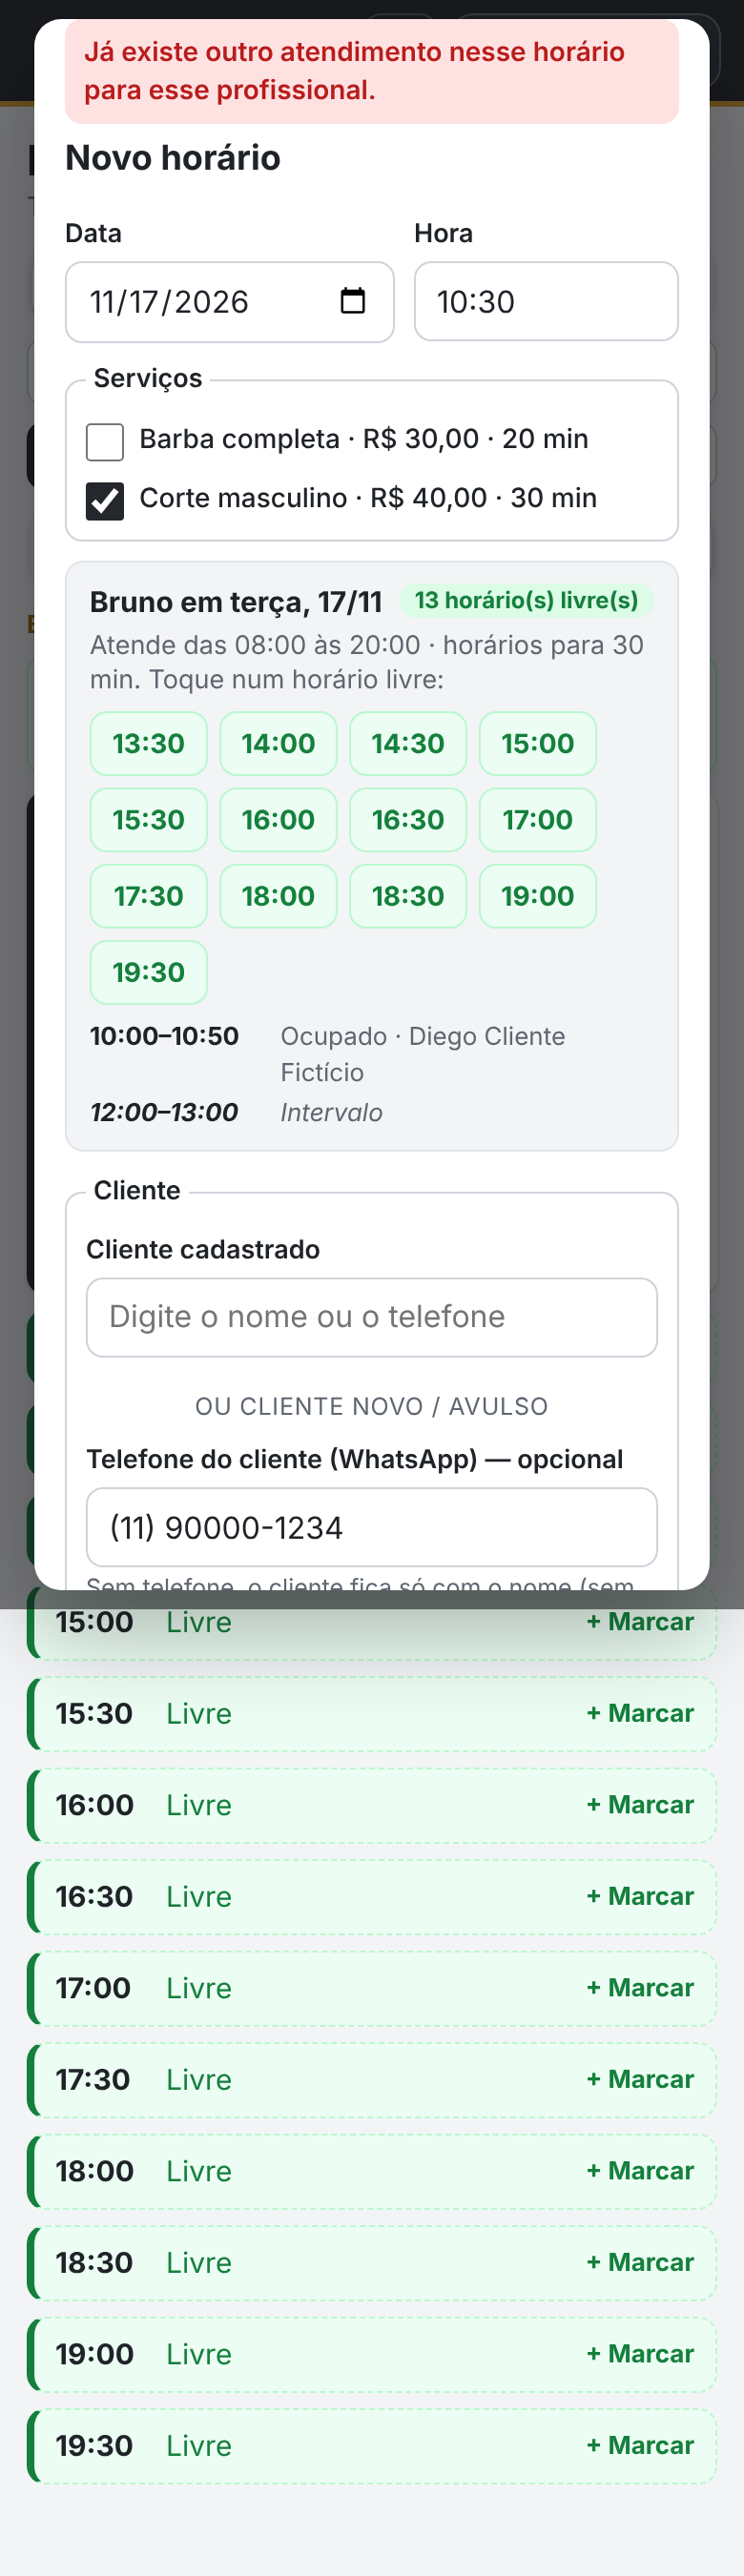 Já existe outro atendimento nesse horário
para esse profissional.
Novo horário
Data
Hora
11/17/2026
10:30
Serviços
Barba completa · R$ 30,00 · 20 min
Corte masculino · R$ 40,00 · 30 min
Bruno em terça, 17/11
13 horário(s) livre(s)
Atende das 08:00 às 20:00 · horários para 30
min. Toque num horário livre:
13:30 14:00 14:30 15:00
15:30 16:00 16:30 17:00
17:30 18:00 18:30 19:00
19:30
10:00–10:50 Ocupado · Diego Cliente
Fictício
12:00–13:00 Intervalo
Cliente
Cliente cadastrado
Digite o nome ou o telefone
OU CLIENTE NOVO / AVULSO
Telefone do cliente (WhatsApp) — opcional
(11) 90000-1234
Sem telefone, o cliente fica só com o nome (sem
15:00 Livre + Marcar
15:30 Livre + Marcar
16:00 Livre + Marcar
16:30 Livre + Marcar
17:00 Livre + Marcar
17:30 Livre + Marcar
18:00 Livre + Marcar
18:30 Livre + Marcar
19:00 Livre + Marcar
19:30 Livre + Marcar